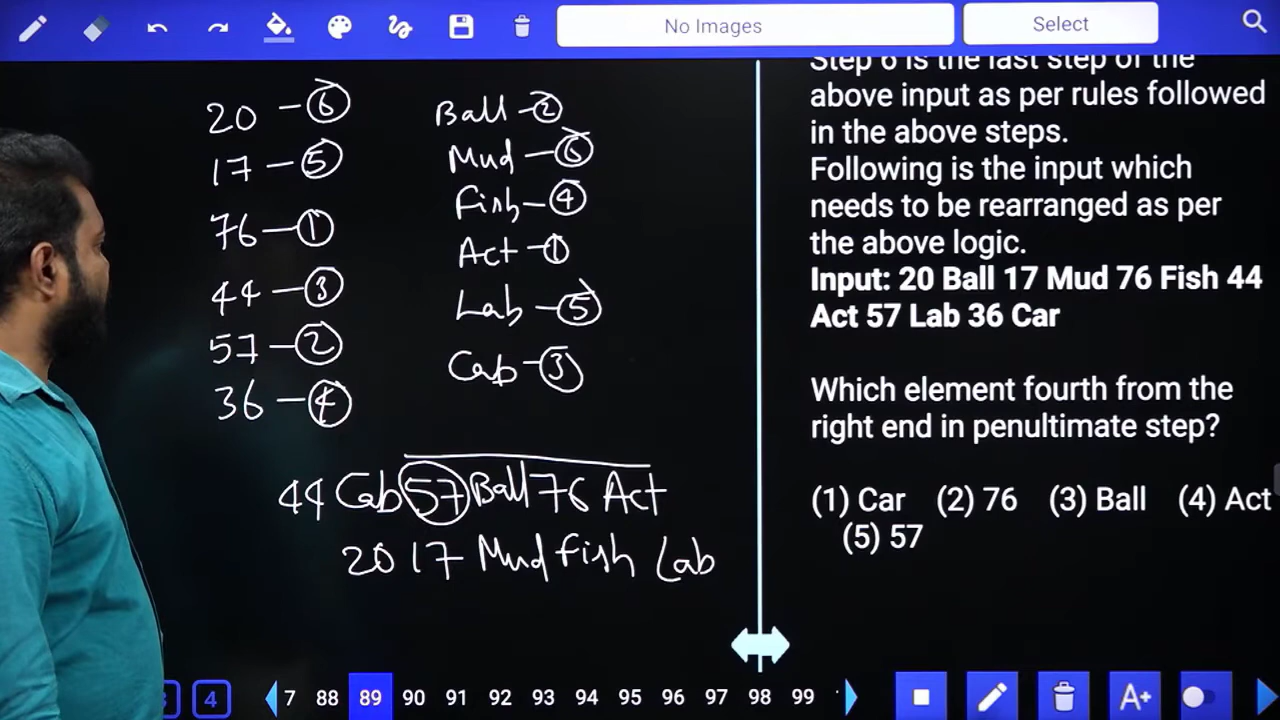 No Images
Select
20 - 6
17 - 5
76 - 1
44 - 3
57 - 2
36 - 4
Ball - 2
Mud - 6
Fish - 4
Act - 1
Lab - 5
Cab - 3
44 Cab 57 Ball 76 Act
20 17 Mud Fish Lab
Step 6 is the last step of the
above input as per rules followed
in the above steps.
Following is the input which
needs to be rearranged as per
the above logic.
Input: 20 Ball 17 Mud 76 Fish 44
Act 57 Lab 36 Car
Which element fourth from the
right end in penultimate step?
(1) Car (2) 76 (3) Ball (4) Act
(5) 57
4 7 88 89 90 91 92 93 94 95 96 97 98 99
A+